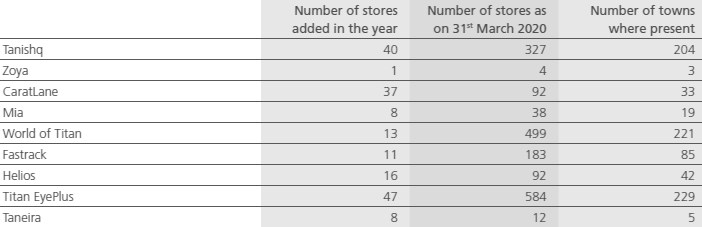 Number of stores added in the year Number of stores as on 31st March 2020 Number of towns where present
Tanishq 40 327 204
Zoya 1 4 3
CaratLane 37 92 33
Mia 8 38 19
World of Titan 13 499 221
Fastrack 11 183 85
Helios 16 92 42
Titan EyePlus 47 584 229
Taneira 8 12 5